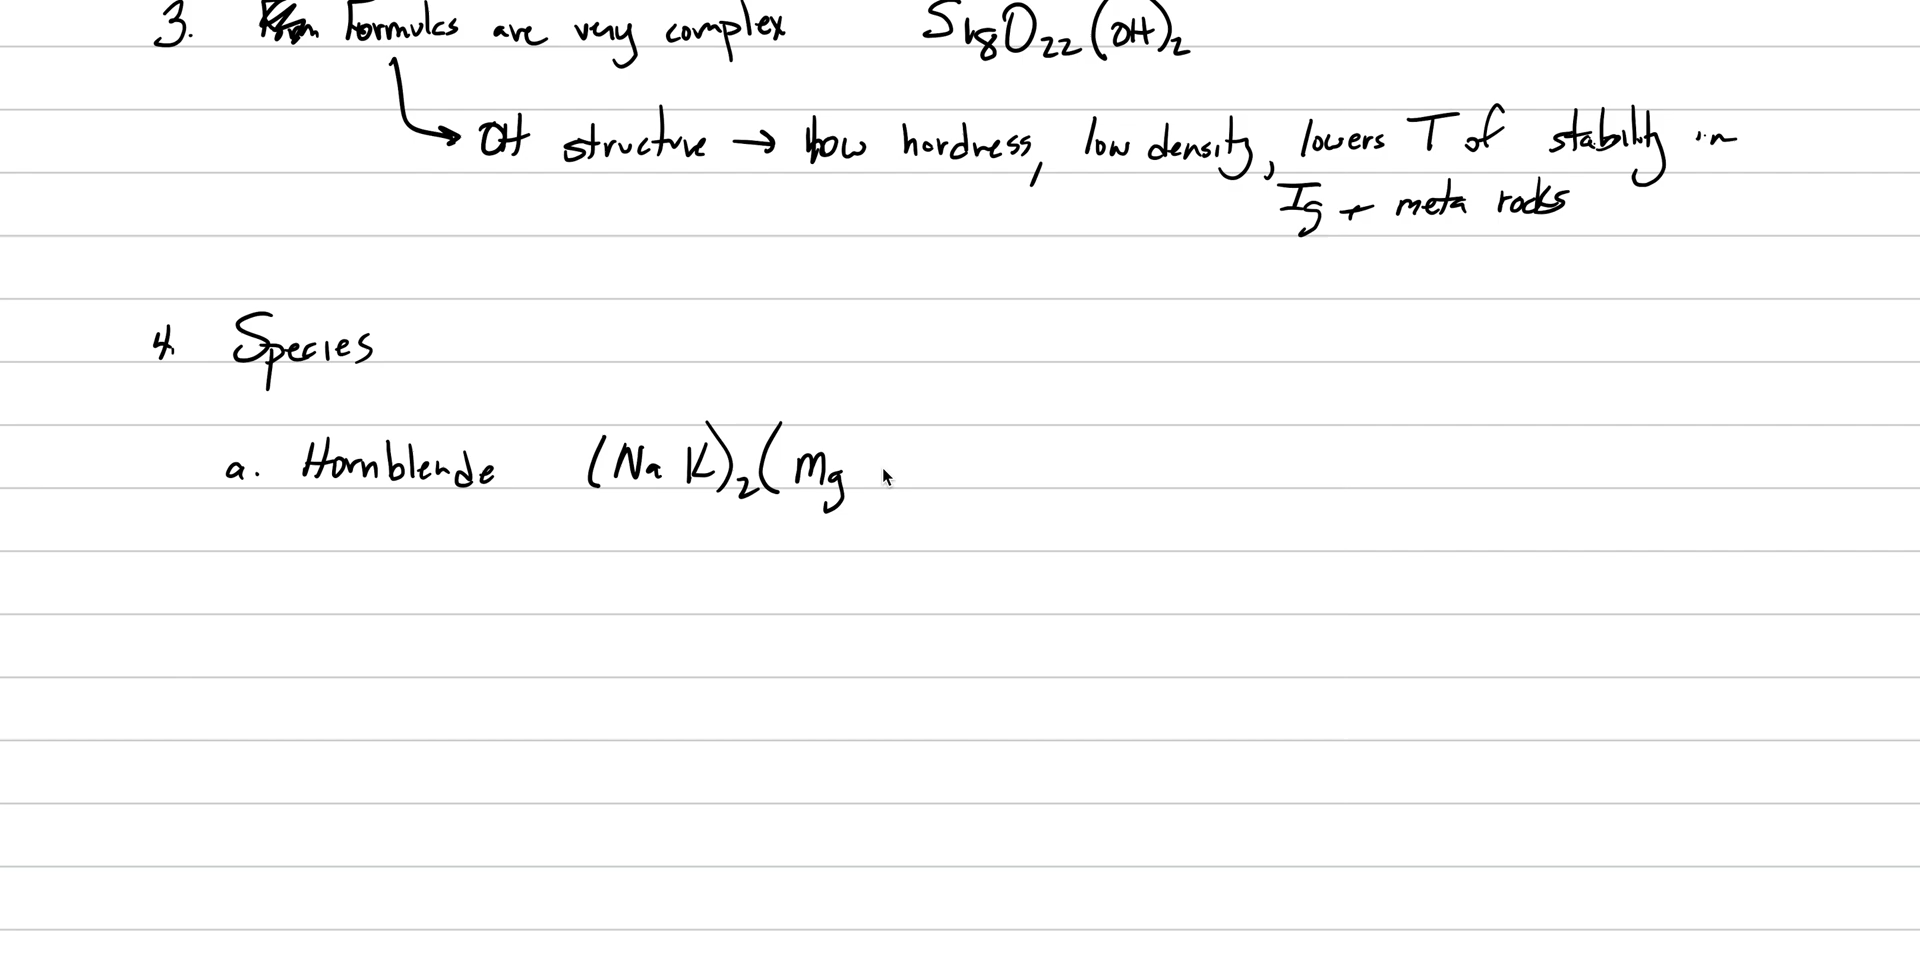 3. Formulas are very complex Si8O22(OH)2
OH structure → low hardness, low density, lowers T of stability in
Ig + meta rocks
4. Species
a. Hornblende (Na K)2(Mg